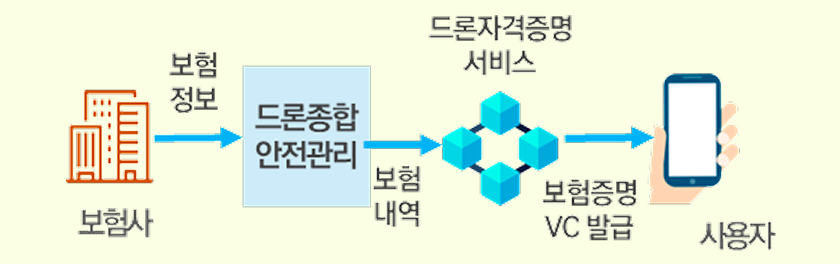 드론자격증명
서비스
보험
정보
드론종합
안전관리
보험
내역
보험증명
VC 발급
보험사
사용자